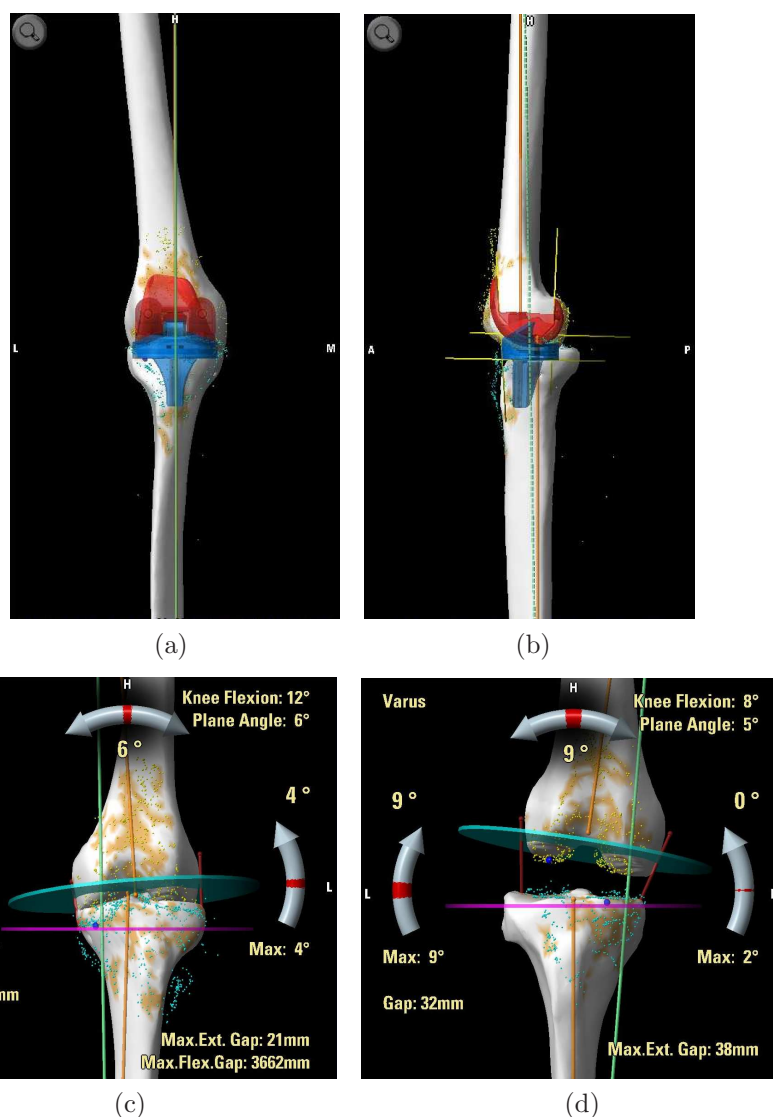 H
L
M
(a)
H
A
P
(b)
H
Knee Flexion: 12°
Plane Angle: 6°
6°
4°
L
Max: 4°
mm
Max.Ext. Gap: 21mm
Max.Flex.Gap: 3662mm
(c)
Varus
H
Knee Flexion: 8°
Plane Angle: 5°
9°
9°
0°
L
Max: 9°
Max: 2°
Gap: 32mm
Max.Ext. Gap: 38mm
(d)